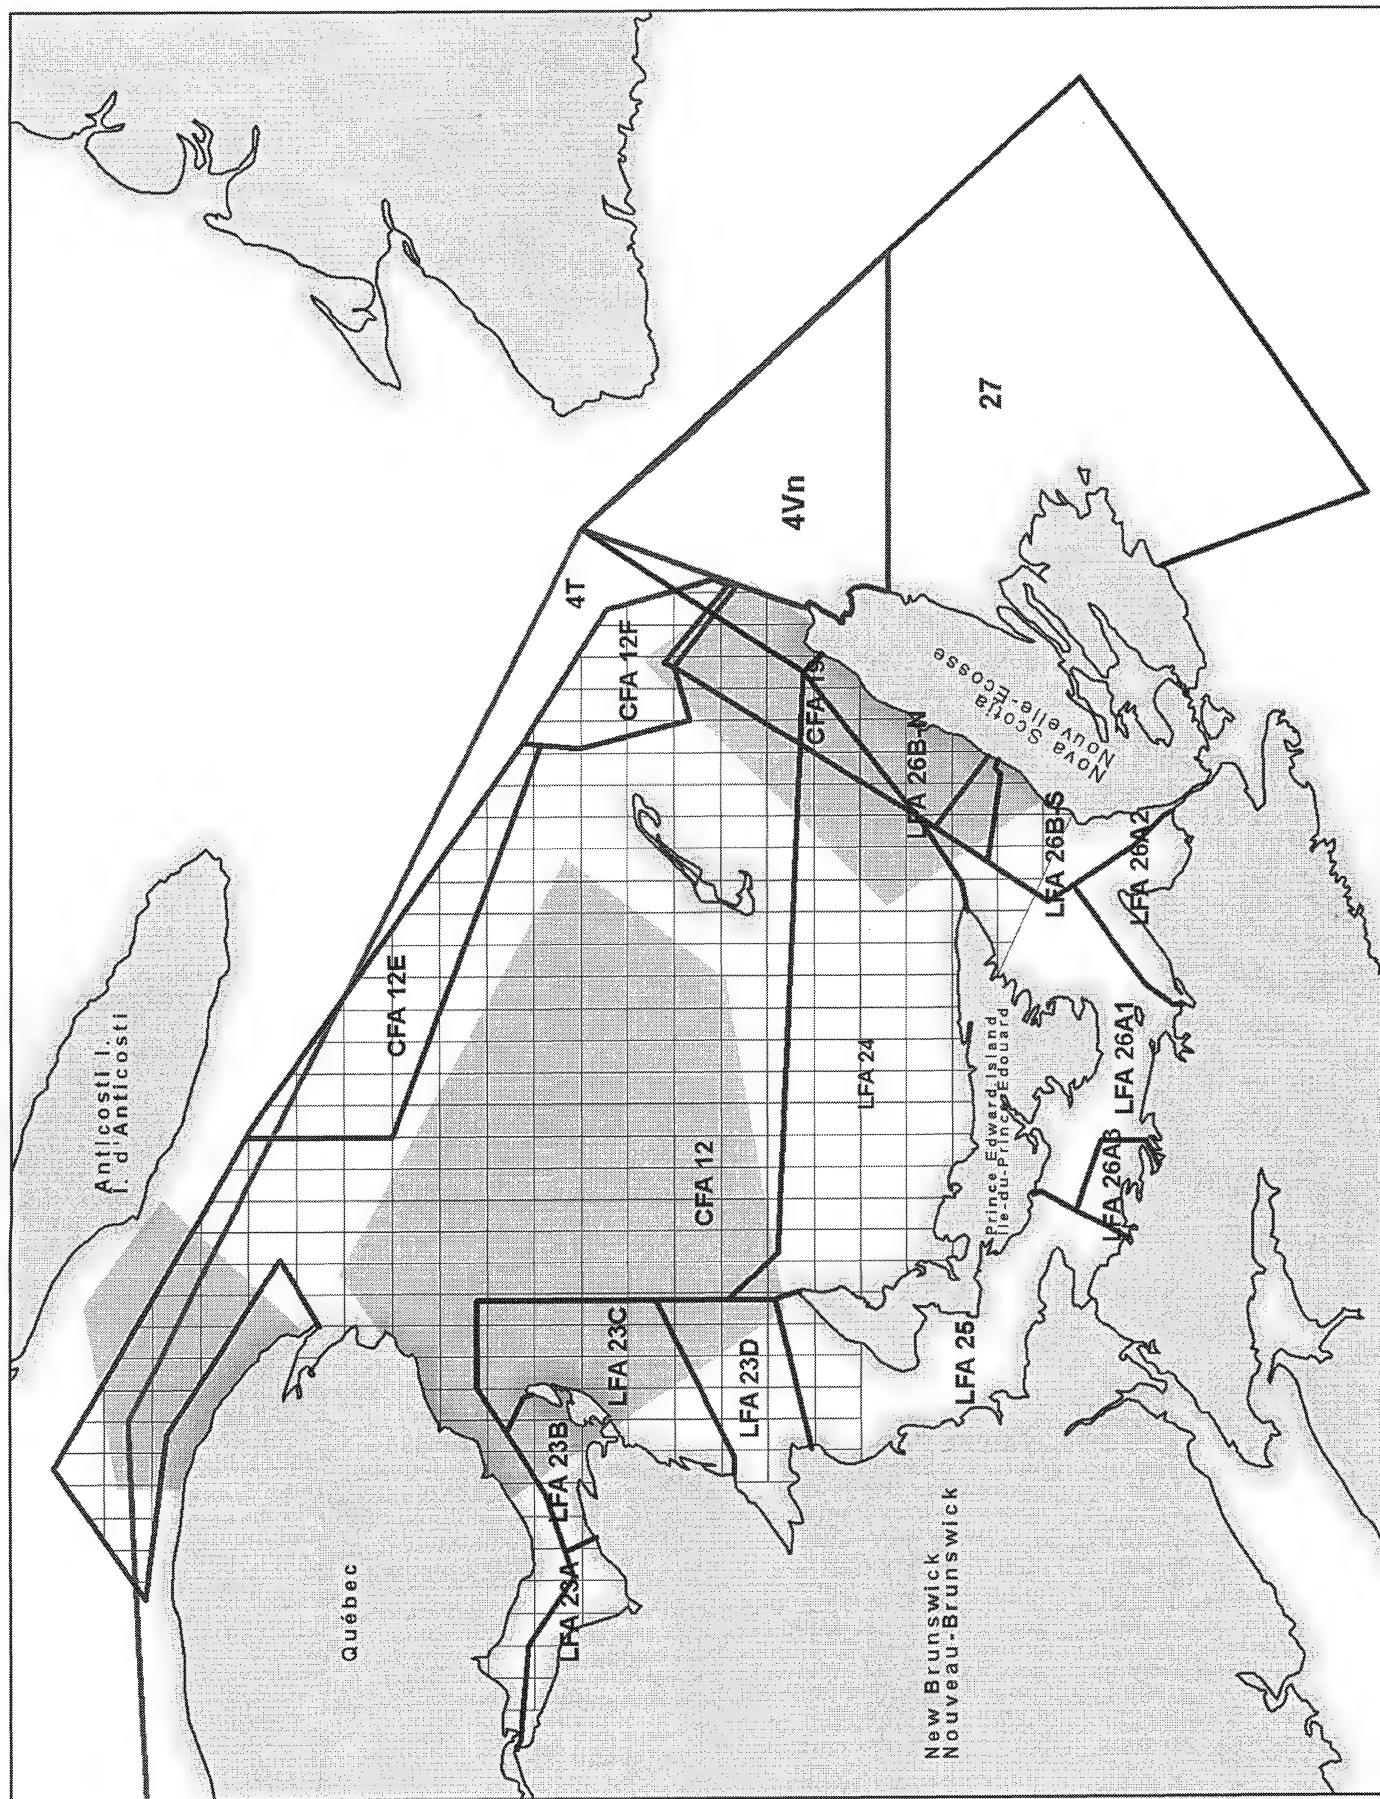 Anticosti I.
Î. d'Anticosti
Québec
CFA 12E
4T
CFA 12F
4Vn
27
CFA 12
CFA 19
LFA 23A
LFA 23B
LFA 23C
LFA 23D
LFA 24
LFA 25
LFA 26A1
LFA 26A2
LFA 26A3
LFA 26B-N
LFA 26B-S
Prince Edward Island
Île-du-Prince-Édouard
Nova Scotia
Nouvelle-Ecosse
New Brunswick
Nouveau-Brunswick